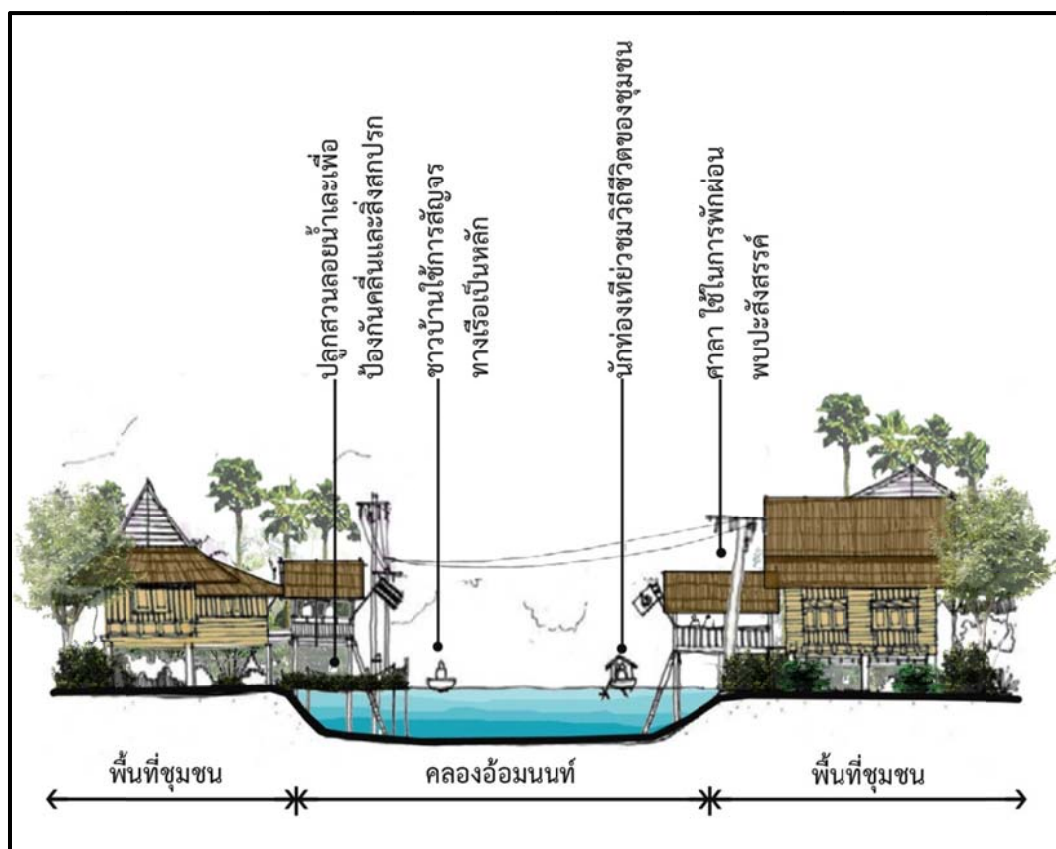 ปลูกสวนลอยน้ำและเพื่อ
ป้องกันคลื่นและสิ่งสกปรก
ชาวบ้านใช้การสัญจร
ทางเรือเป็นหลัก
นักท่องเที่ยวชมวิถีชีวิตของชุมชน
ศาลา ใช้ในการพักผ่อน
พบปะสังสรรค์
พื้นที่ชุมชน
คลองอ้อมนนท์
พื้นที่ชุมชน